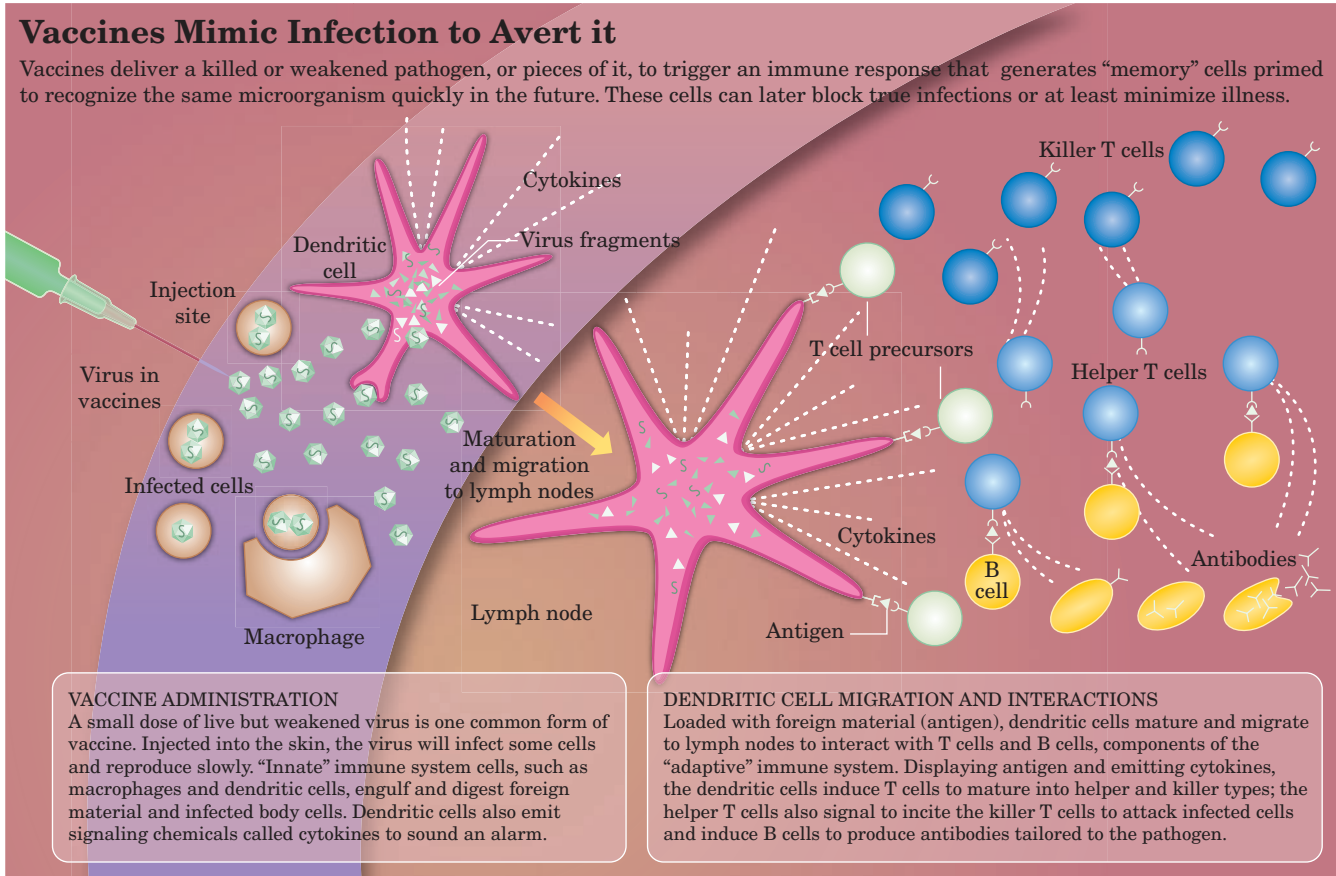 Vaccines Mimic Infection to Avert it
Vaccines deliver a killed or weakened pathogen, or pieces of it, to trigger an immune response that generates “memory” cells primed
to recognize the same microorganism quickly in the future. These cells can later block true infections or at least minimize illness.
Killer T cells
Cytokines
Virus fragments
Dendritic
cell
Injection
site
T cell precursors
Virus in
vaccines
Helper T cells
Maturation
and migration
to lymph nodes
Infected cells
Cytokines
Antibodies
B
cell
Lymph node
Antigen
Macrophage
VACCINE ADMINISTRATION
A small dose of live but weakened virus is one common form of
vaccine. Injected into the skin, the virus will infect some cells
and reproduce slowly. “Innate” immune system cells, such as
macrophages and dendritic cells, engulf and digest foreign
material and infected body cells. Dendritic cells also emit
signaling chemicals called cytokines to sound an alarm.
DENDRITIC CELL MIGRATION AND INTERACTIONS
Loaded with foreign material (antigen), dendritic cells mature and migrate
to lymph nodes to interact with T cells and B cells, components of the
“adaptive” immune system. Displaying antigen and emitting cytokines,
the dendritic cells induce T cells to mature into helper and killer types; the
helper T cells also signal to incite the killer T cells to attack infected cells
and induce B cells to produce antibodies tailored to the pathogen.